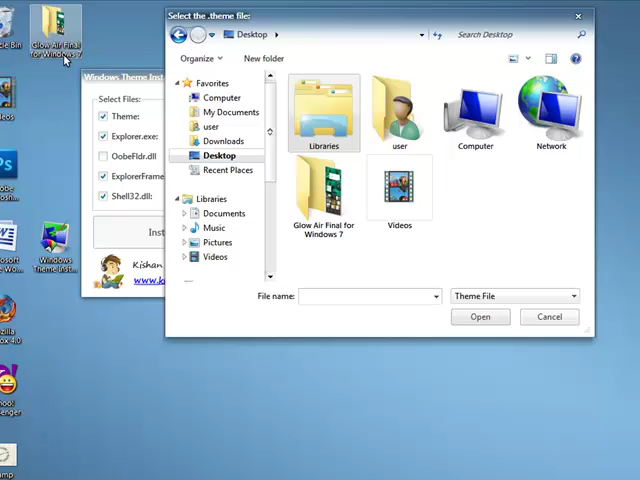 Select the .theme file:
Desktop
Search Desktop
Organize
New folder
Favorites
Computer
My Documents
user
Downloads
Desktop
Recent Places
Libraries
Documents
Music
Pictures
Videos
Libraries
user
Computer
Network
Glow Air Final for
Windows 7
Videos
File name:
Theme File
Open
Cancel
Windows Theme Inst
Select Files:
Theme:
Explorer.exe:
OobeFldr.dll
ExplorerFrame
Shell32.dll:
Inst
Kishan
www.k
Bin
Glow Air Final
for Windows 7
Windows
Theme Inst...